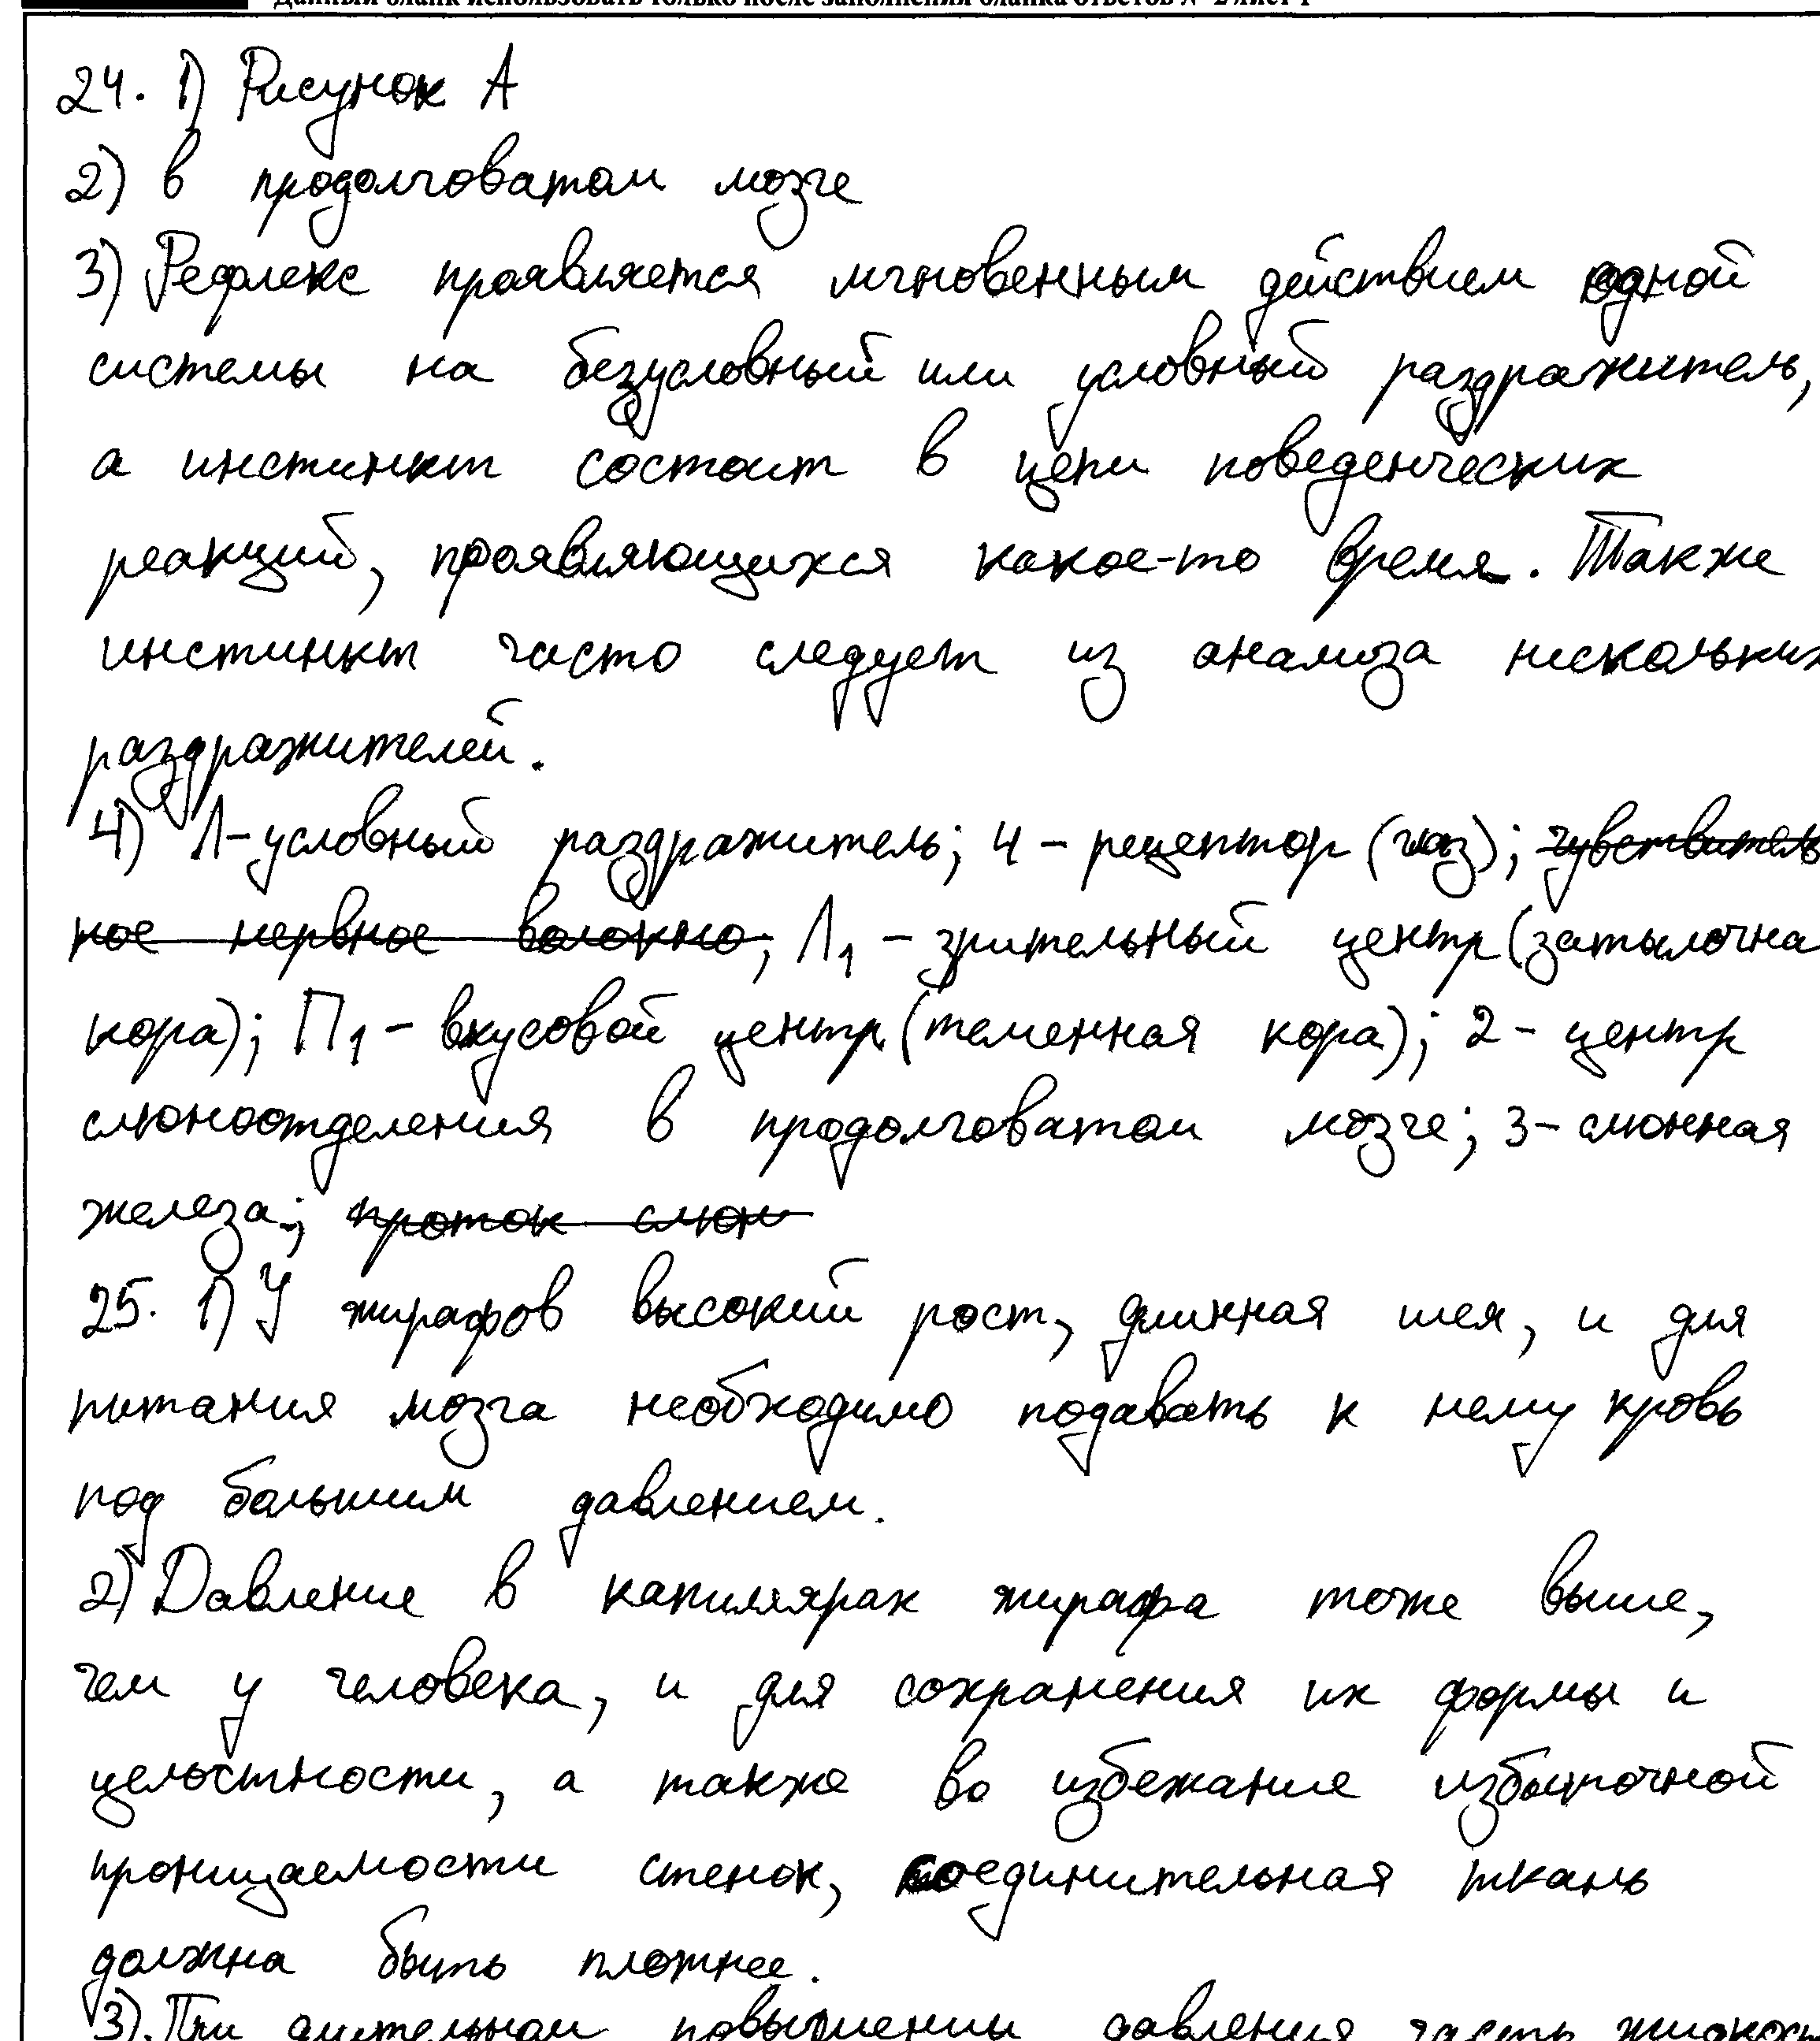 Данный бланк использовать только после заполнения бланка ответов № 2 лист 1
24. 1) Рисунок А
2) В продолговатом мозге
3) Рефлекс проявляется мгновенным действием одной
системы на безусловный или условный раздражитель,
а инстинкт состоит в цепи поведенческих
реакций, проявляющихся какое-то время. Также
инстинкт часто следует из анализа нескольких
раздражителей.
4) Л-условный раздражитель; 4 - рецептор (глаз); чувствитель
ное нервное волокно; Л1 - зрительный центр (затылочна
кора); П1 - вкусовой центр (теменная кора); 2 - центр
слюноотделения в продолговатом мозге; 3 - слюнная
железа; проток слюн
25. 1) У жирафов высокий рост, длинная шея, и для
питания мозга необходимо подавать к нему кровь
под большим давлением.
2) Давление в капиллярах жирафа тоже выше,
чем у человека, и для сохранения их формы и
целостности, а также во избежание избыточной
проницаемости стенок, соединительная ткань
должна быть плотнее.
3). При длительном повышении давления часть жидкос